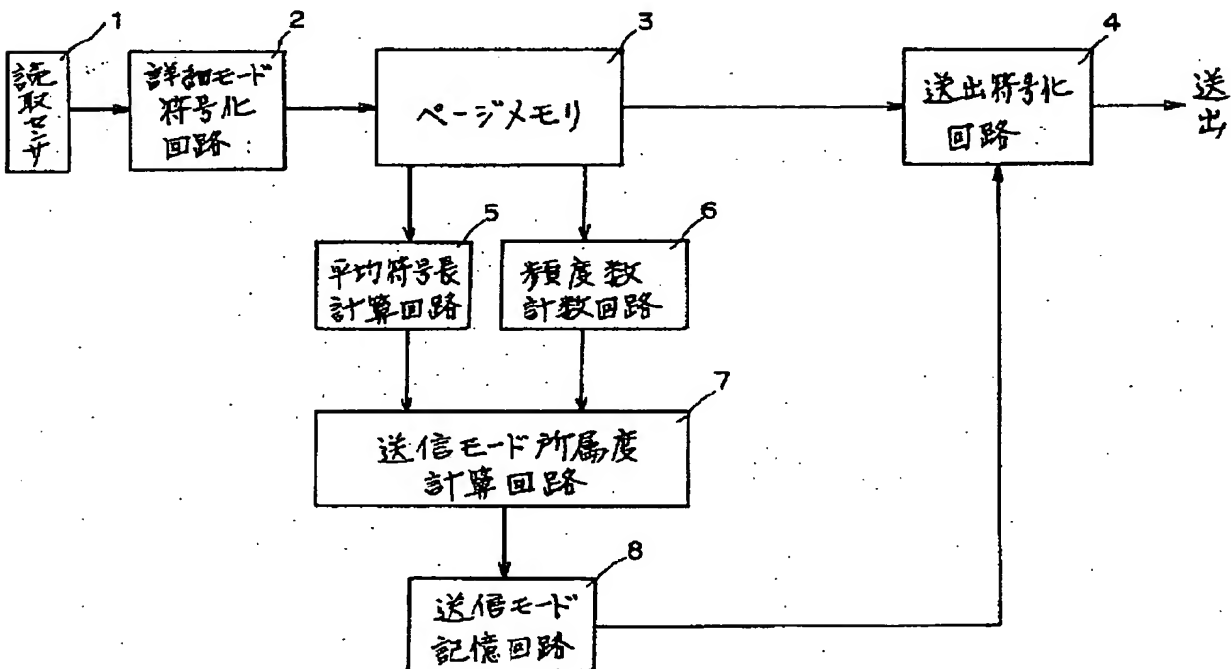 1
2
3
4
読取センサ
詳細モード
符号化
回路
ページメモリ
送出符号化
回路
送出
5
6
平均符号長
計算回路
頻度数
計数回路
7
送信モード所属度
計算回路
8
送信モード
記憶回路